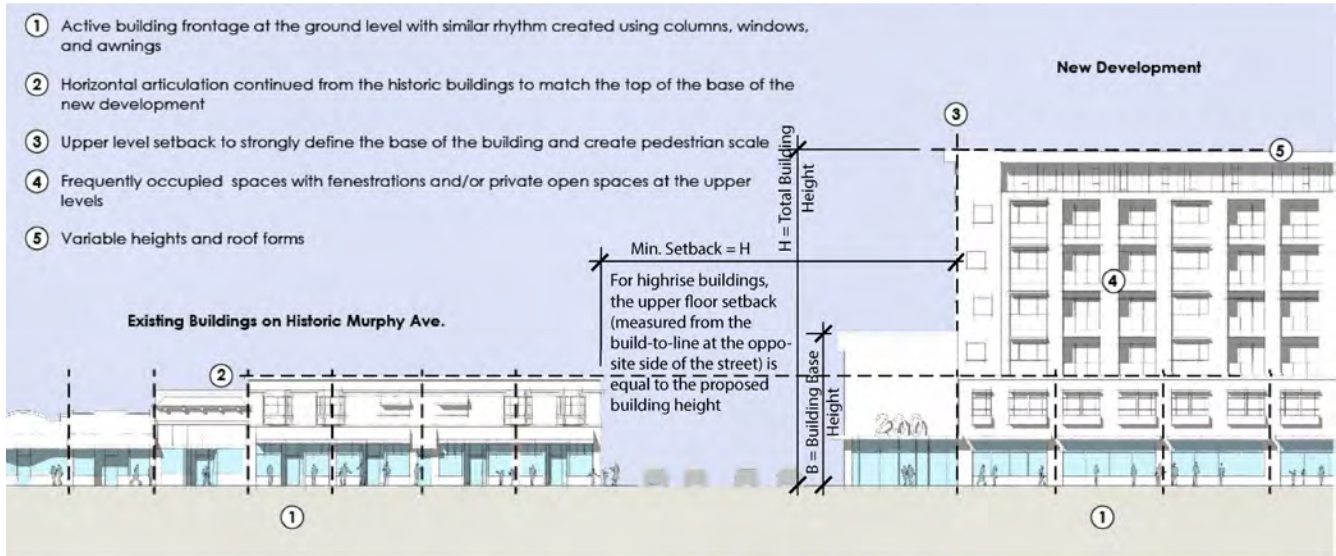 1 Active building frontage at the ground level with similar rhythm created using columns, windows,
and awnings
2 Horizontal articulation continued from the historic buildings to match the top of the base of the
new development
3 Upper level setback to strongly define the base of the building and create pedestrian scale
4 Frequently occupied spaces with fenestrations and/or private open spaces at the upper
levels
5 Variable heights and roof forms
New Development
3
5
H = Total Building
Height
Min. Setback = H
For highrise buildings,
the upper floor setback
(measured from the
build-to-line at the oppo-
site side of the street) is
equal to the proposed
building height
4
Existing Buildings on Historic Murphy Ave.
2
B = Building Base
Height
1
1